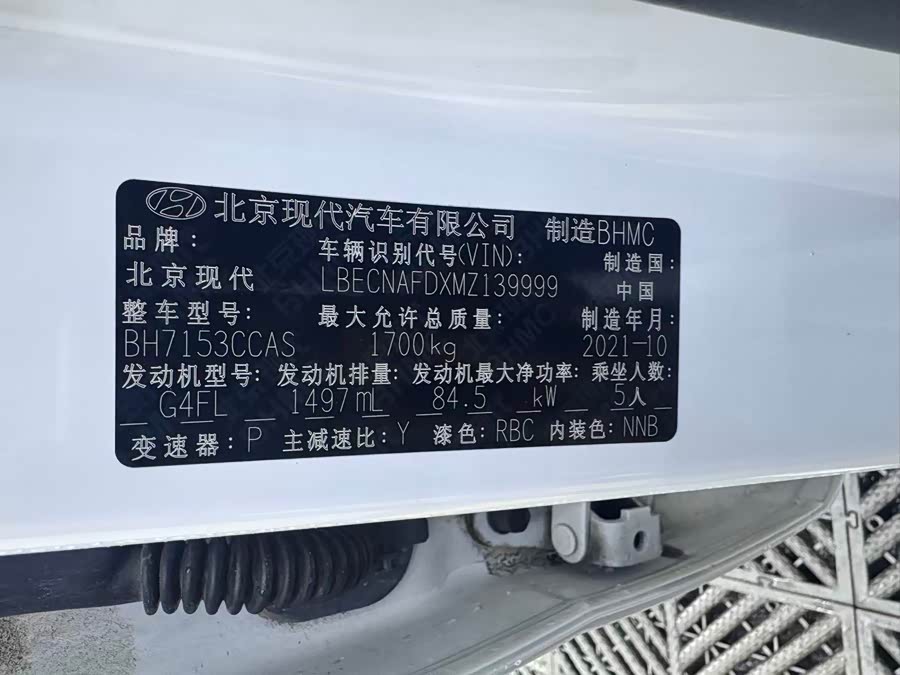 北京现代汽车有限公司 制造BHMC
品牌: 车辆识别代号(VIN): 制造国:
北京现代 LBECNAFDXMZ139999 中国
整车型号: 最大允许总质量: 制造年月:
BH7153CCAS 1700kg 2021-10
发动机型号: 发动机排量: 发动机最大净功率: 乘坐人数:
G4FL 1497mL 84.5 kW 5人
变速器: P 主减速比: Y 漆色: RBC 内装色: NNB